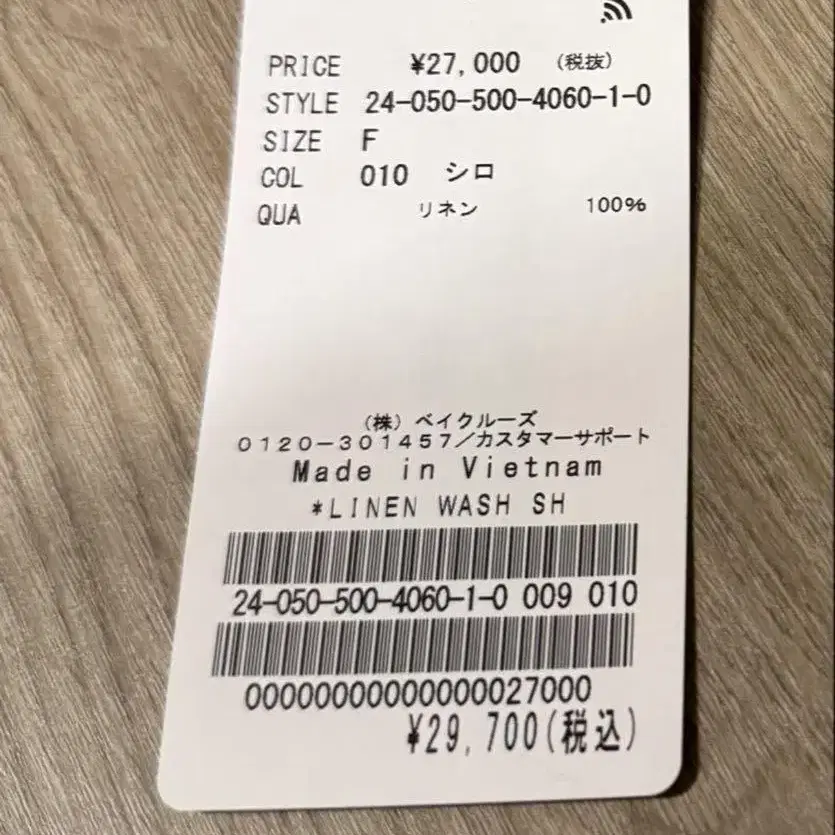 PRICE ¥27,000 (税抜)
STYLE 24-050-500-4060-1-0
SIZE F
COL 010 シロ
QUA リネン 100%
(株)ベイクルーズ
0120-301457/カスタマーサポート
Made in Vietnam
*LINEN WASH SH
24-050-500-4060-1-0 009 010
00000000000000027000
¥29,700(税込)